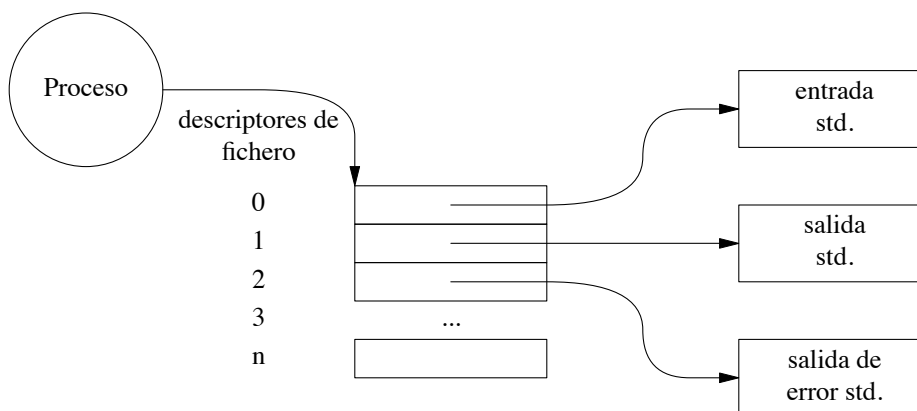 Proceso
descriptores de
fichero
0
1
2
3
...
n
entrada
std.
salida
std.
salida de
error std.